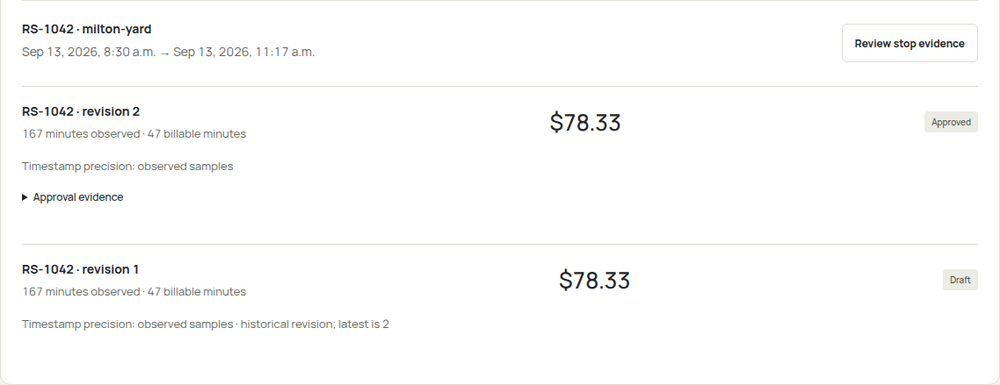 RS-1042 · milton-yard
Sep 13, 2026, 8:30 a.m. → Sep 13, 2026, 11:17 a.m.
Review stop evidence
RS-1042 · revision 2
167 minutes observed · 47 billable minutes
$78.33
Approved
Timestamp precision: observed samples
▶ Approval evidence
RS-1042 · revision 1
167 minutes observed · 47 billable minutes
$78.33
Draft
Timestamp precision: observed samples · historical revision; latest is 2